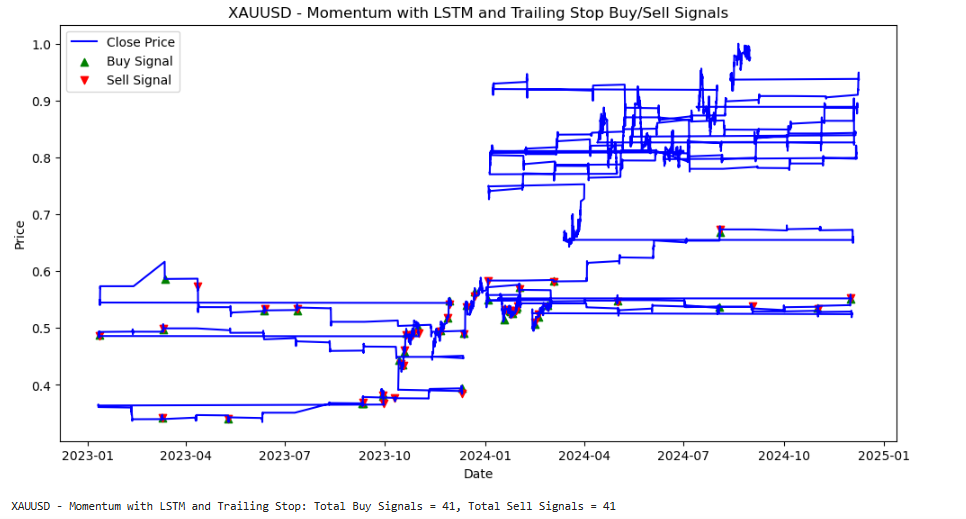 XAUUSD - Momentum with LSTM and Trailing Stop Buy/Sell Signals
Close Price
Buy Signal
Sell Signal
1.0
0.9
0.8
0.7
0.6
0.5
0.4
Price
2023-01 2023-04 2023-07 2023-10 2024-01 2024-04 2024-07 2024-10 2025-01
Date
XAUUSD - Momentum with LSTM and Trailing Stop: Total Buy Signals = 41, Total Sell Signals = 41